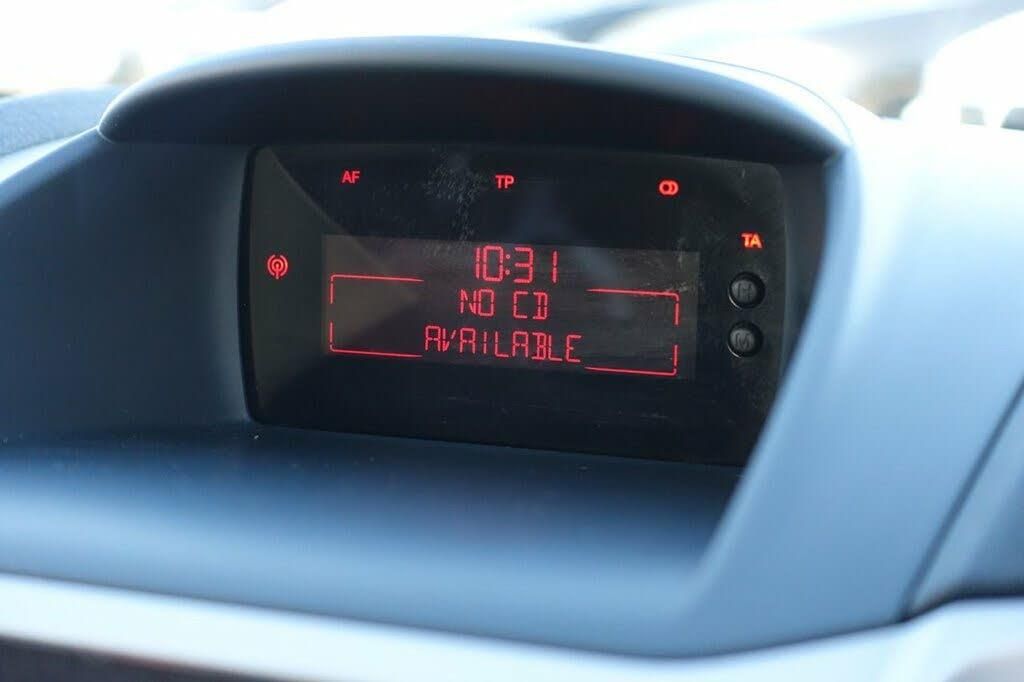 AF TP
TA
10:31
H
NO CD
M
AVAILABLE